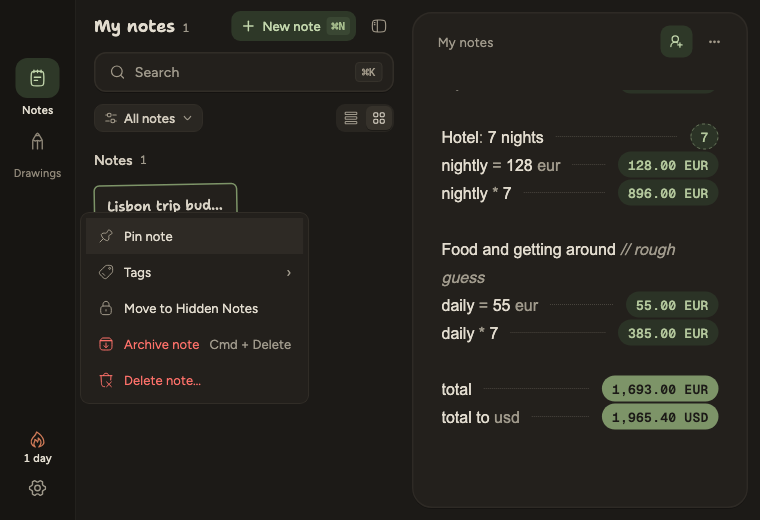 My notes 1
New note ⌘N
Search ⌘K
All notes
Notes
Drawings
Notes 1
Lisbon trip bud...
Pin note
Tags
Move to Hidden Notes
Archive note Cmd + Delete
Delete note...
1 day
My notes
Hotel: 7 nights 7
nightly = 128 eur 128.00 EUR
nightly * 7 896.00 EUR
Food and getting around // rough
guess
daily = 55 eur 55.00 EUR
daily * 7 385.00 EUR
total 1,693.00 EUR
total to usd 1,965.40 USD